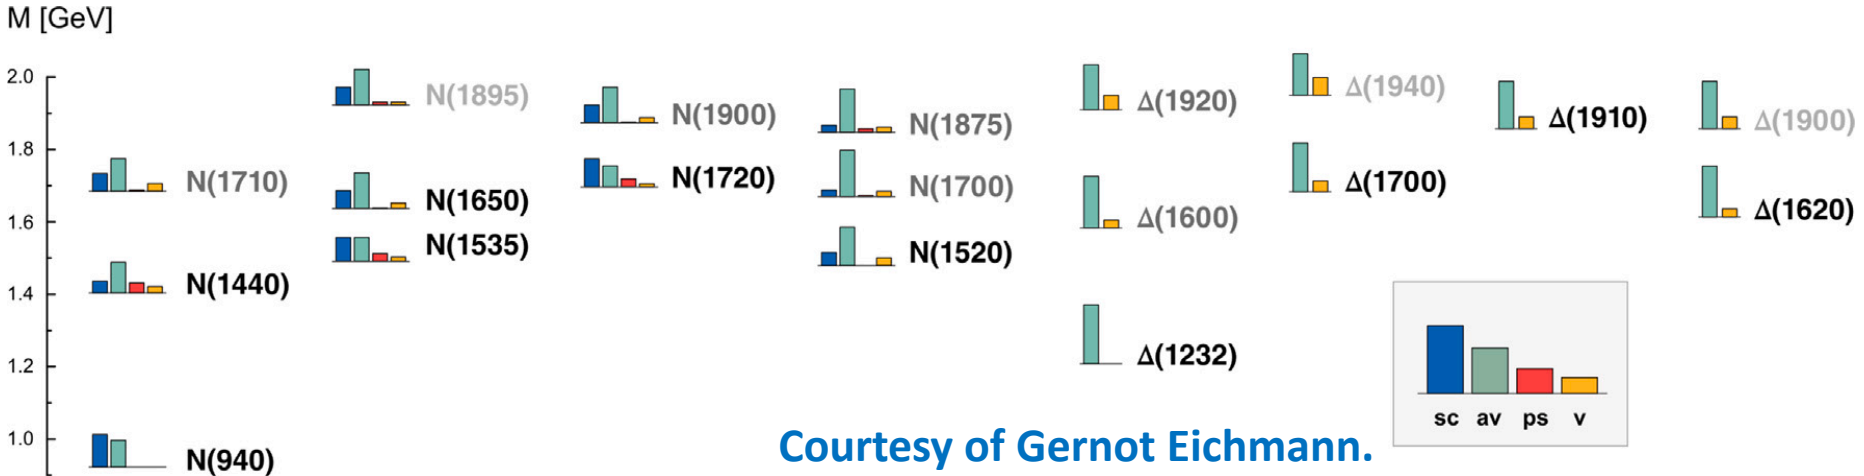 M [GeV]
2.0
1.8
1.6
1.4
1.2
1.0
N(1710)
N(1440)
N(940)
N(1895)
N(1650)
N(1535)
N(1900)
N(1720)
N(1875)
N(1700)
N(1520)
Δ(1920)
Δ(1600)
Δ(1232)
Δ(1940)
Δ(1700)
Δ(1910)
Δ(1900)
Δ(1620)
sc av ps v
Courtesy of Gernot Eichmann.